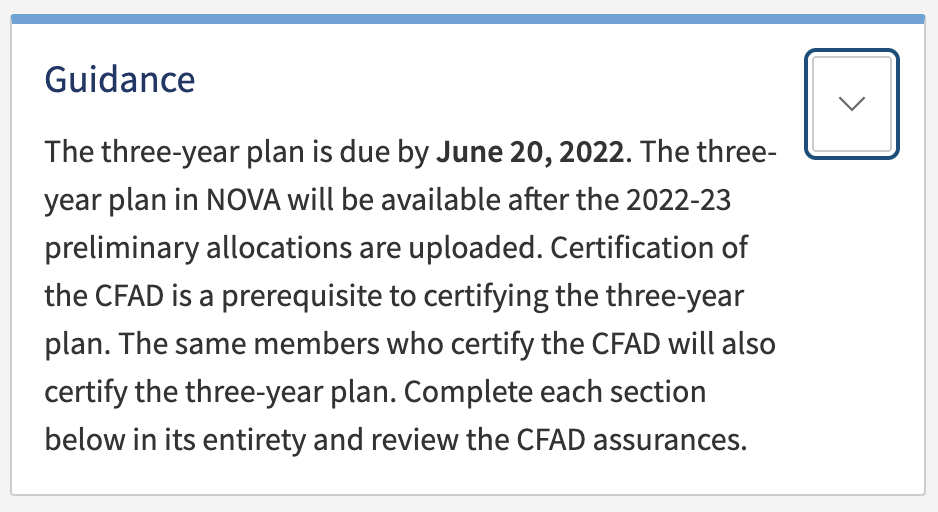 Guidance
The three-year plan is due by June 20, 2022. The three-
year plan in NOVA will be available after the 2022-23
preliminary allocations are uploaded. Certification of
the CFAD is a prerequisite to certifying the three-year
plan. The same members who certify the CFAD will also
certify the three-year plan. Complete each section
below in its entirety and review the CFAD assurances.